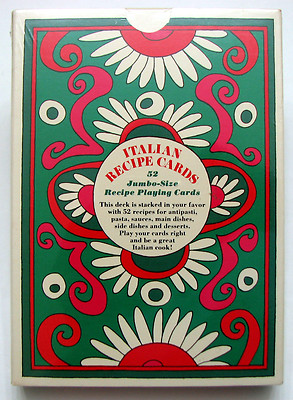 ITALIAN
RECIPE CARDS
52
Jumbo-Size
Recipe Playing Cards
This deck is starked in your favor
with 52 recipes for antipasti,
pasta, sauces, main dishes,
side dishes and desserts.
Play your cards right
and be a great
Italian cook!